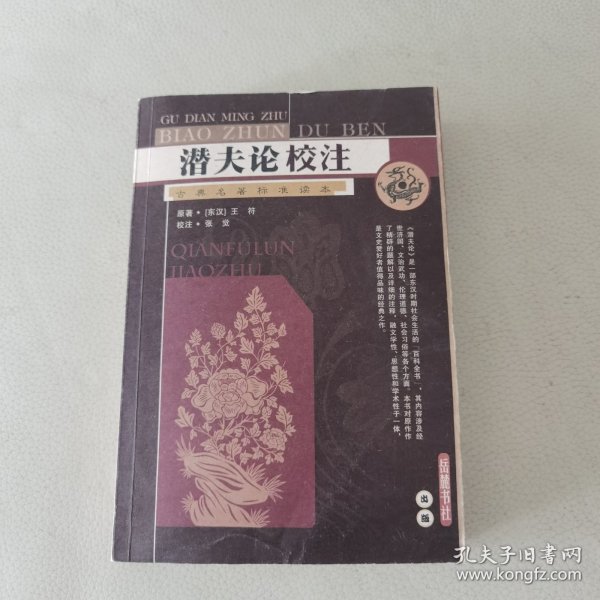 GU DIAN MING ZHU
BIAO ZHUN DU BEN
潜夫论校注
古典名著标准读本
原著·[东汉]王 符
校注·张 觉
QIANFULUN
JIAOZHU
《潜夫论》是一部东汉时期社会生活的“百科全书”，其内容涉及经
世济国、文治武功、伦理道德、社会习俗等各个方面。本书对原作作
了精辟的题解以及详细的注释，融文学性、思想性和学术性于一体，
是文史爱好者值得品味的经典之作。
岳麓书社
出版
孔夫子旧书网
www.kongfz.com